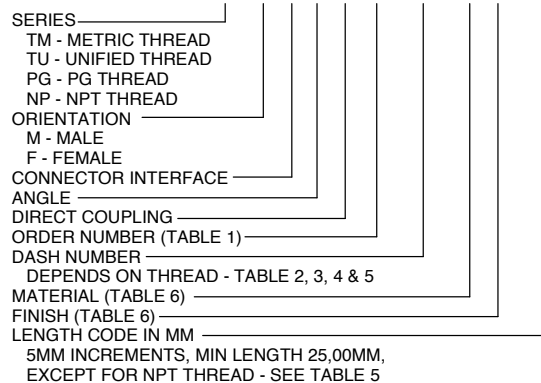 SERIES
TM - METRIC THREAD
TU - UNIFIED THREAD
PG - PG THREAD
NP - NPT THREAD
ORIENTATION
M - MALE
F - FEMALE
CONNECTOR INTERFACE
ANGLE
DIRECT COUPLING
ORDER NUMBER (TABLE 1)
DASH NUMBER
DEPENDS ON THREAD - TABLE 2, 3, 4 & 5
MATERIAL (TABLE 6)
FINISH (TABLE 6)
LENGTH CODE IN MM
5MM INCREMENTS, MIN LENGTH 25,00MM,
EXCEPT FOR NPT THREAD - SEE TABLE 5